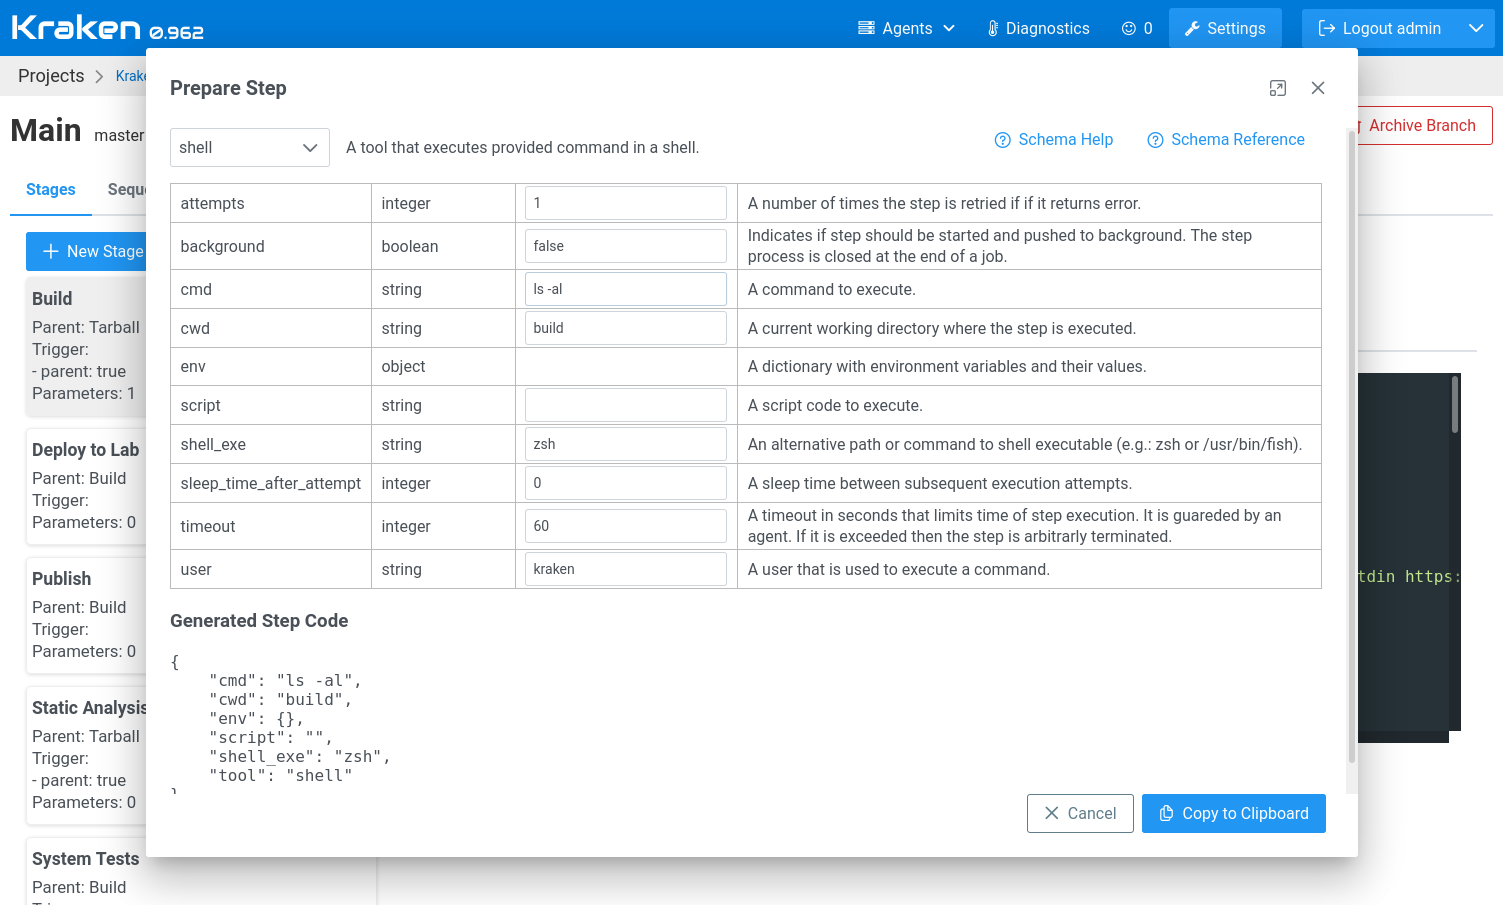 Kraken 0.962
Agents
Diagnostics
0
Settings
Logout admin
Projects
Krake
Main master
Archive Branch
Stages
Seque
New Stage
Build
Parent: Tarball
Trigger:
- parent: true
Parameters: 1
Deploy to Lab
Parent: Build
Trigger:
Parameters: 0
Publish
Parent: Build
Trigger:
Parameters: 0
Static Analysis
Parent: Tarball
Trigger:
- parent: true
Parameters: 0
System Tests
Parent: Build
Prepare Step
shell
A tool that executes provided command in a shell.
Schema Help
Schema Reference
attempts integer 1 A number of times the step is retried if if it returns error.
background boolean false Indicates if step should be started and pushed to background. The step
process is closed at the end of a job.
cmd string ls -al A command to execute.
cwd string build A current working directory where the step is executed.
env object A dictionary with environment variables and their values.
script string A script code to execute.
shell_exe string zsh An alternative path or command to shell executable (e.g.: zsh or /usr/bin/fish).
sleep_time_after_attempt integer 0 A sleep time between subsequent execution attempts.
timeout integer 60 A timeout in seconds that limits time of step execution. It is guareded by an
agent. If it is exceeded then the step is arbitrarly terminated.
user string kraken A user that is used to execute a command.
Generated Step Code
{
"cmd": "ls -al",
"cwd": "build",
"env": {},
"script": "",
"shell_exe": "zsh",
"tool": "shell"
}
Cancel
Copy to Clipboard
tdin https: